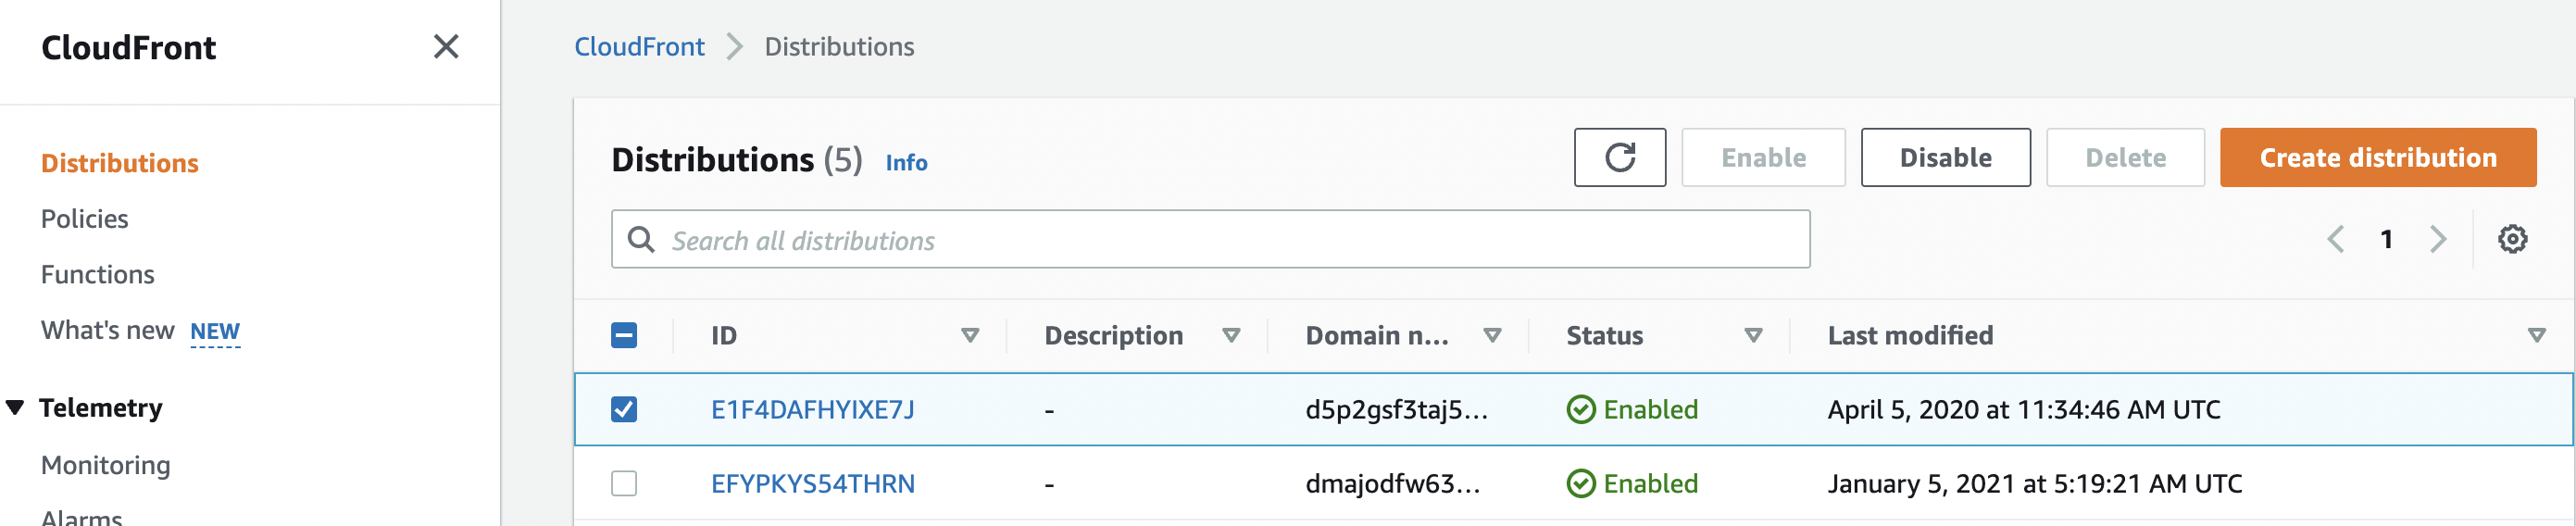 CloudFront
Distributions
Policies
Functions
What's new NEW
Telemetry
Monitoring
Alarms
CloudFront Distributions
Distributions (5) Info Enable Disable Delete Create distribution
Search all distributions 1
ID Description Domain n... Status Last modified
E1F4DAFHYIXE7J - d5p2gsf3taj5... Enabled April 5, 2020 at 11:34:46 AM UTC
EFYPKYS54THRN - dmajodfw63... Enabled January 5, 2021 at 5:19:21 AM UTC